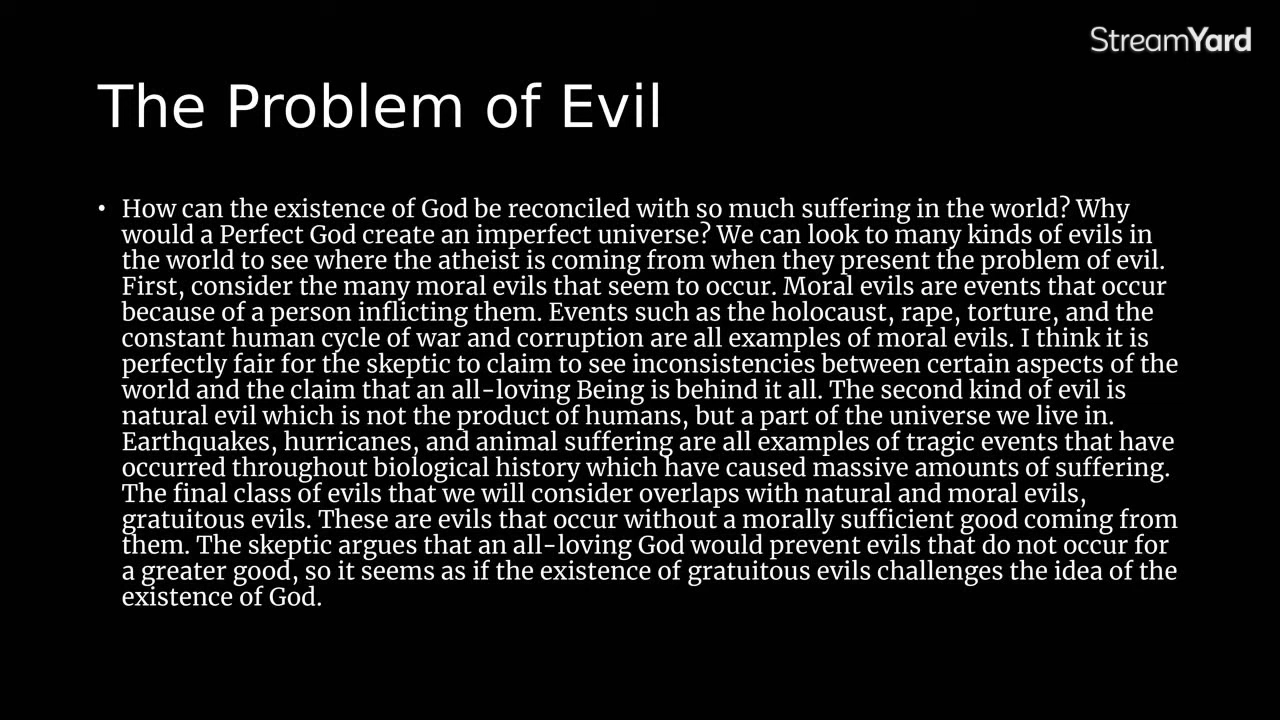 StreamYard
The Problem of Evil
• How can the existence of God be reconciled with so much suffering in the world? Why
would a Perfect God create an imperfect universe? We can look to many kinds of evils in
the world to see where the atheist is coming from when they present the problem of evil.
First, consider the many moral evils that seem to occur. Moral evils are events that occur
because of a person inflicting them. Events such as the holocaust, rape, torture, and the
constant human cycle of war and corruption are all examples of moral evils. I think it is
perfectly fair for the skeptic to claim to see inconsistencies between certain aspects of the
world and the claim that an all-loving Being is behind it all. The second kind of evil is
natural evil which is not the product of humans, but a part of the universe we live in.
Earthquakes, hurricanes, and animal suffering are all examples of tragic events that have
occurred throughout biological history which have caused massive amounts of suffering.
The final class of evils that we will consider overlaps with natural and moral evils,
gratuitous evils. These are evils that occur without a morally sufficient good coming from
them. The skeptic argues that an all-loving God would prevent evils that do not occur for
a greater good, so it seems as if the existence of gratuitous evils challenges the idea of the
existence of God.